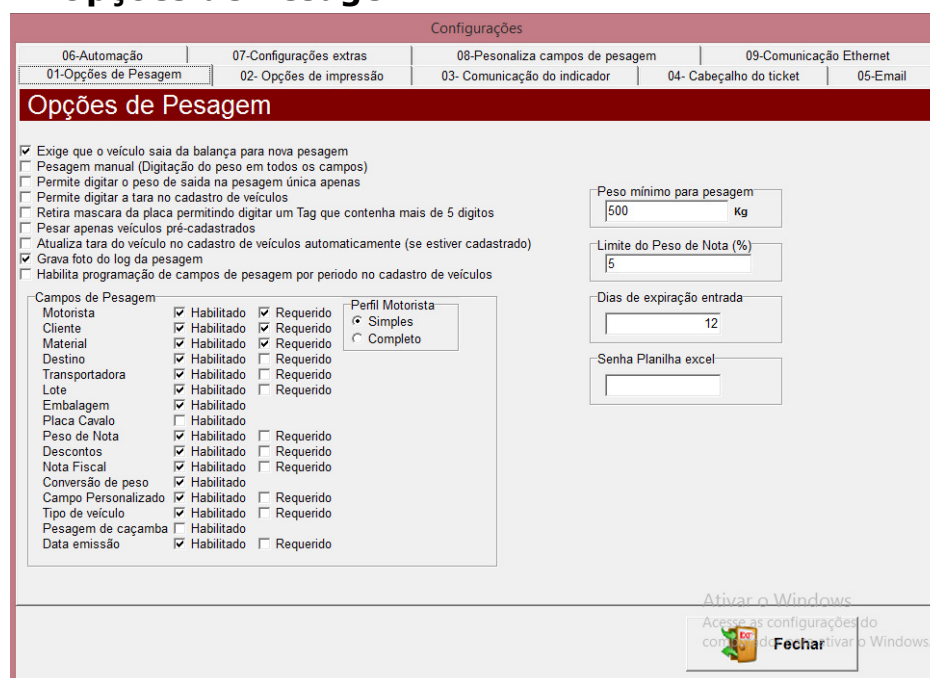 Configurações
06-Automação
07-Configurações extras
08-Pesonaliza campos de pesagem
09-Comunicação Ethernet
01-Opções de Pesagem
02- Opções de impressão
03- Comunicação do indicador
04- Cabeçalho do ticket
05-Email
Opções de Pesagem
Exige que o veículo saia da balança para nova pesagem
Pesagem manual (Digitação do peso em todos os campos)
Permite digitar o peso de saida na pesagem única apenas
Permite digitar a tara no cadastro de veículos
Retira mascara da placa permitindo digitar um Tag que contenha mais de 5 digitos
Pesar apenas veículos pré-cadastrados
Atualiza tara do veículo no cadastro de veículos automaticamente (se estiver cadastrado)
Grava foto do log da pesagem
Habilita programação de campos de pesagem por periodo no cadastro de veículos
Campos de Pesagem
Motorista Habilitado Requerido
Cliente Habilitado Requerido
Material Habilitado Requerido
Destino Habilitado Requerido
Transportadora Habilitado Requerido
Lote Habilitado Requerido
Embalagem Habilitado
Placa Cavalo Habilitado
Peso de Nota Habilitado Requerido
Descontos Habilitado Requerido
Nota Fiscal Habilitado Requerido
Conversão de peso Habilitado
Campo Personalizado Habilitado Requerido
Tipo de veículo Habilitado Requerido
Pesagem de caçamba Habilitado
Data emissão Habilitado Requerido
Perfil Motorista
Simples
Completo
Peso mínimo para pesagem
500 Kg
Limite do Peso de Nota (%)
5
Dias de expiração entrada
12
Senha Planilha excel
Ativar o Windows
Acesse as configurações do
ativar o Windows.
EXIT
Fechar